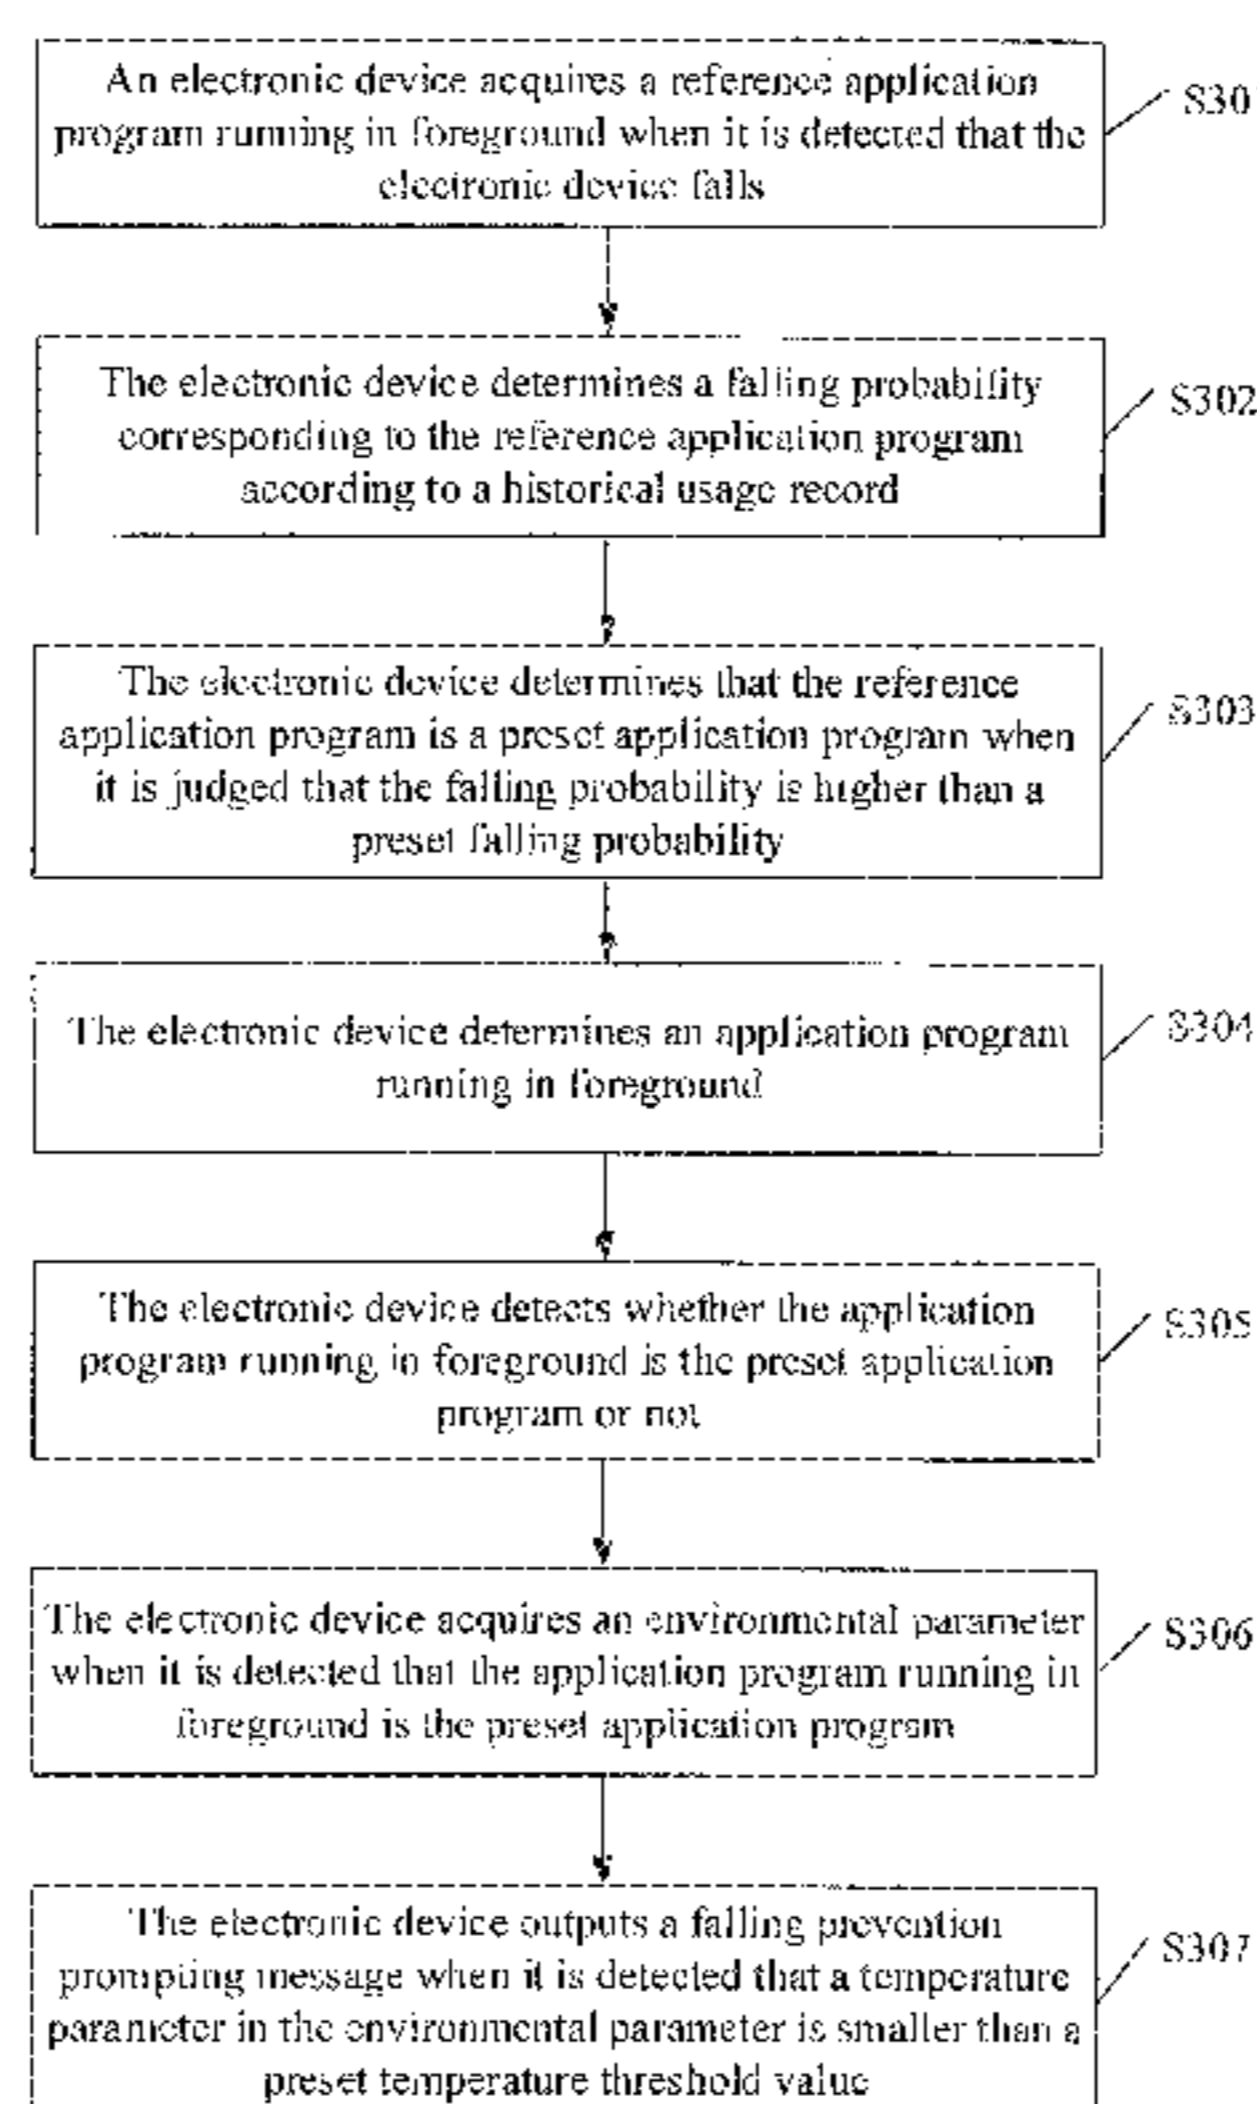 An electronic device acquires a reference application
program running in foreground when it is detected that the
electronic device falls
S30
The electronic device determines a falling probability
corresponding to the reference application program
according to a historical usage record
S302
The electronic device determines that the reference
application program is a preset application program when
it is judged that the falling probability is higher than a
preset falling probability
S303
The electronic device determines an application program
running in foreground
S304
The electronic device detects whether the application
program running in foreground is the preset application
program or not
S305
The electronic device acquires an environmental parameter
when it is detected that the application program running in
foreground is the preset application program
S306
The electronic device outputs a falling prevention
prompting message when it is detected that a temperature
parameter in the environmental parameter is smaller than a
preset temperature threshold value
S307